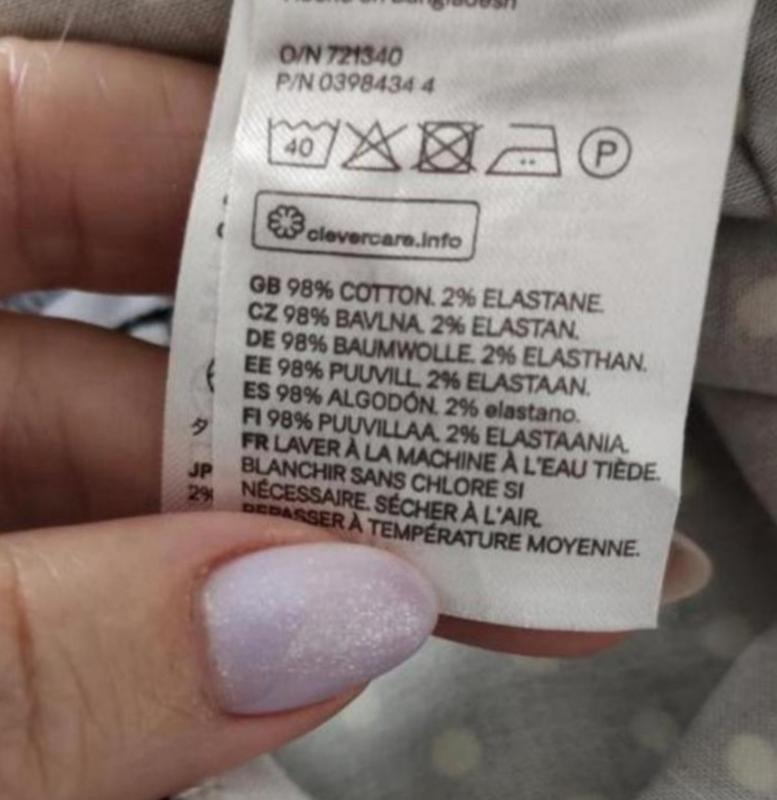 O/N 721340
P/N 0398434 4
40
P
clevercare.info
GB 98% COTTON. 2% ELASTANE.
CZ 98% BAVLNA. 2% ELASTAN.
DE 98% BAUMWOLLE. 2% ELASTHAN.
EE 98% PUUVILL. 2% ELASTAAN.
ES 98% ALGODÓN. 2% elastano.
FI 98% PUUVILLAA. 2% ELASTAANIA.
FR LAVER À LA MACHINE À L'EAU TIÈDE.
BLANCHIR SANS CHLORE SI
NÉCESSAIRE. SÉCHER À L'AIR.
REPASSER À TEMPÉRATURE MOYENNE.
タ
JP
2%